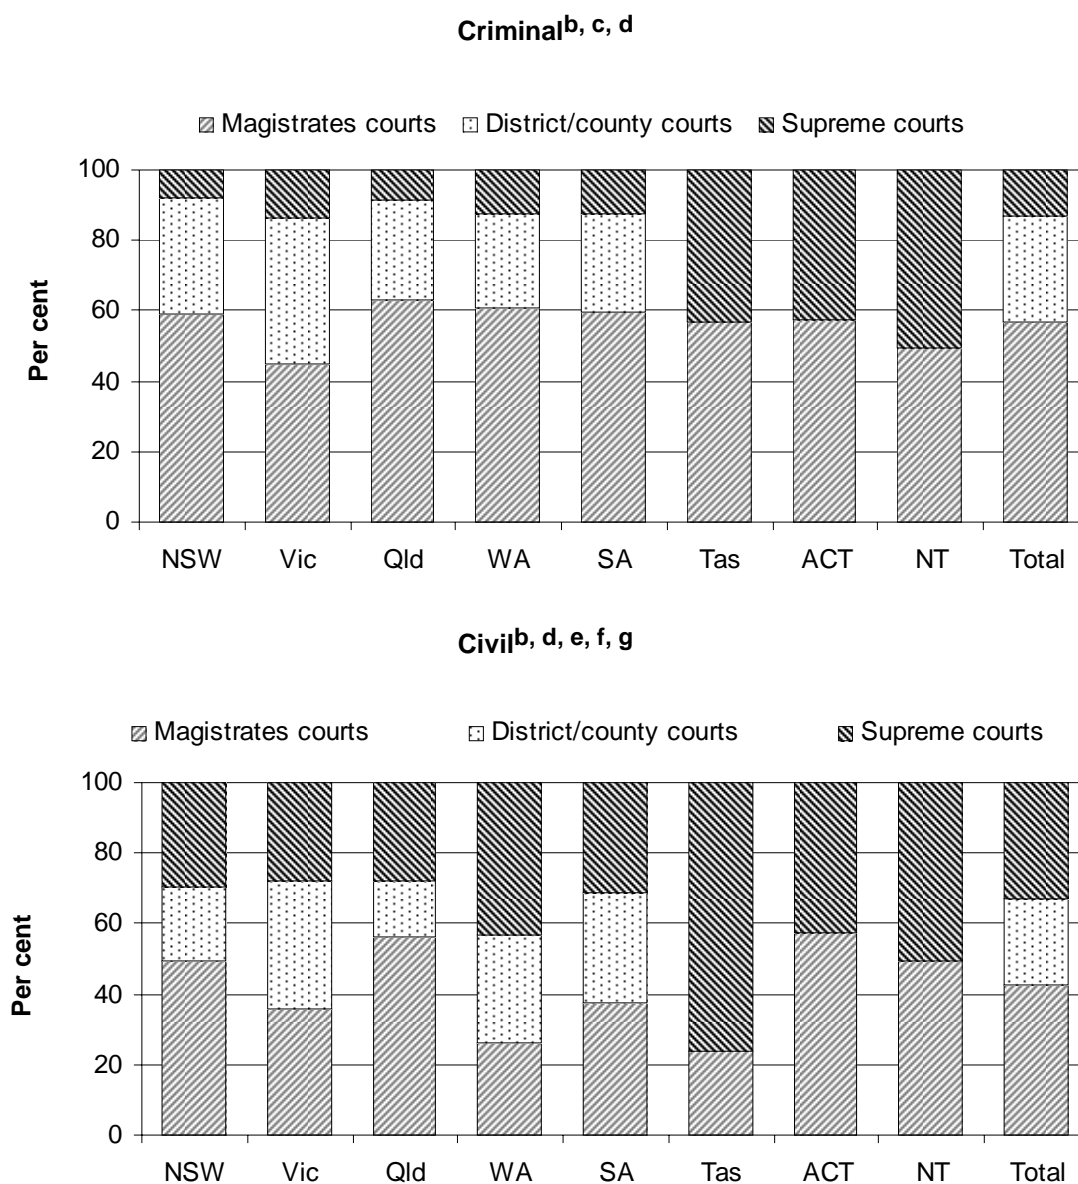 Criminal b, c, d
Magistrates courts District/county courts Supreme courts
100
80
60
40
20
0
Per cent
NSW Vic Qld WA SA Tas ACT NT Total
Civil b, d, e, f, g
Magistrates courts District/county courts Supreme courts
100
80
60
40
20
0
Per cent
NSW Vic Qld WA SA Tas ACT NT Total